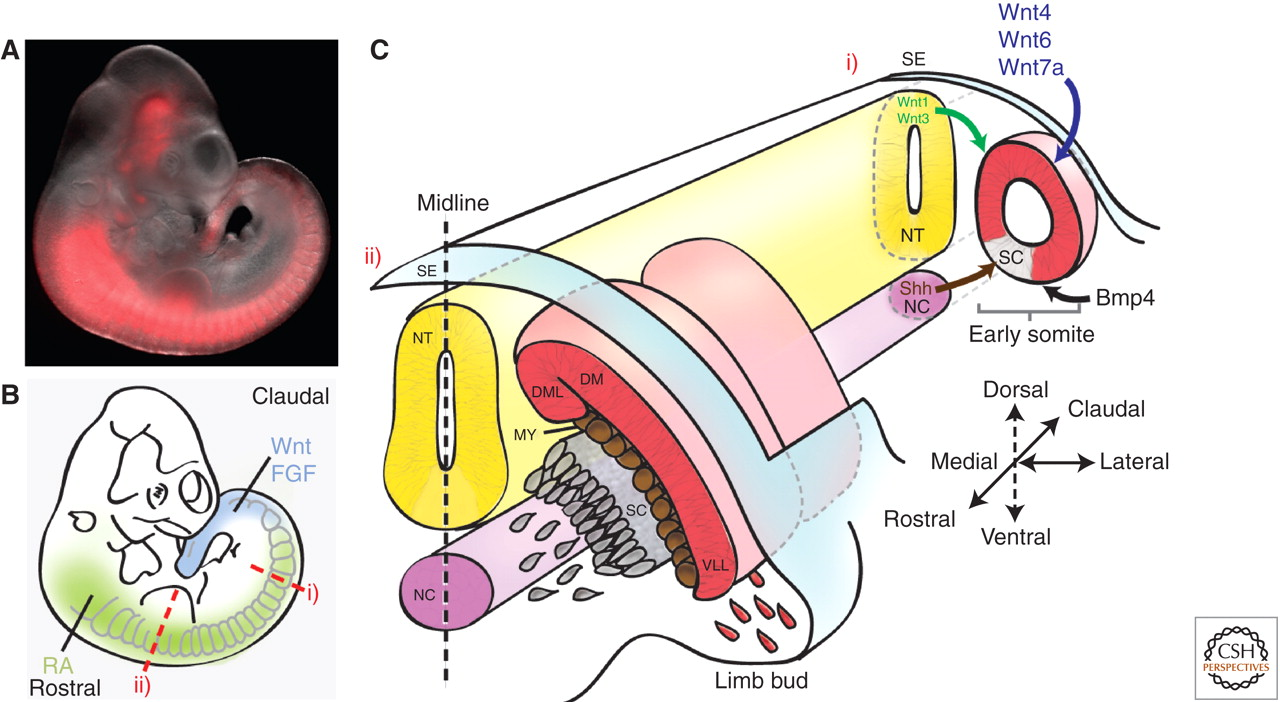 A
B
Claudal
Wnt
FGF
i)
RA
Rostral
ii)
C
Wnt4
Wnt6
Wnt7a
i)
SE
Wnt1
Wnt3
NT
SC
Shh
NC
Bmp4
Early somite
Midline
ii)
SE
NT
DML
DM
MY
SC
VLL
NC
Limb bud
Dorsal
Claudal
Medial
Lateral
Rostral
Ventral
CSH
PERSPECTIVES